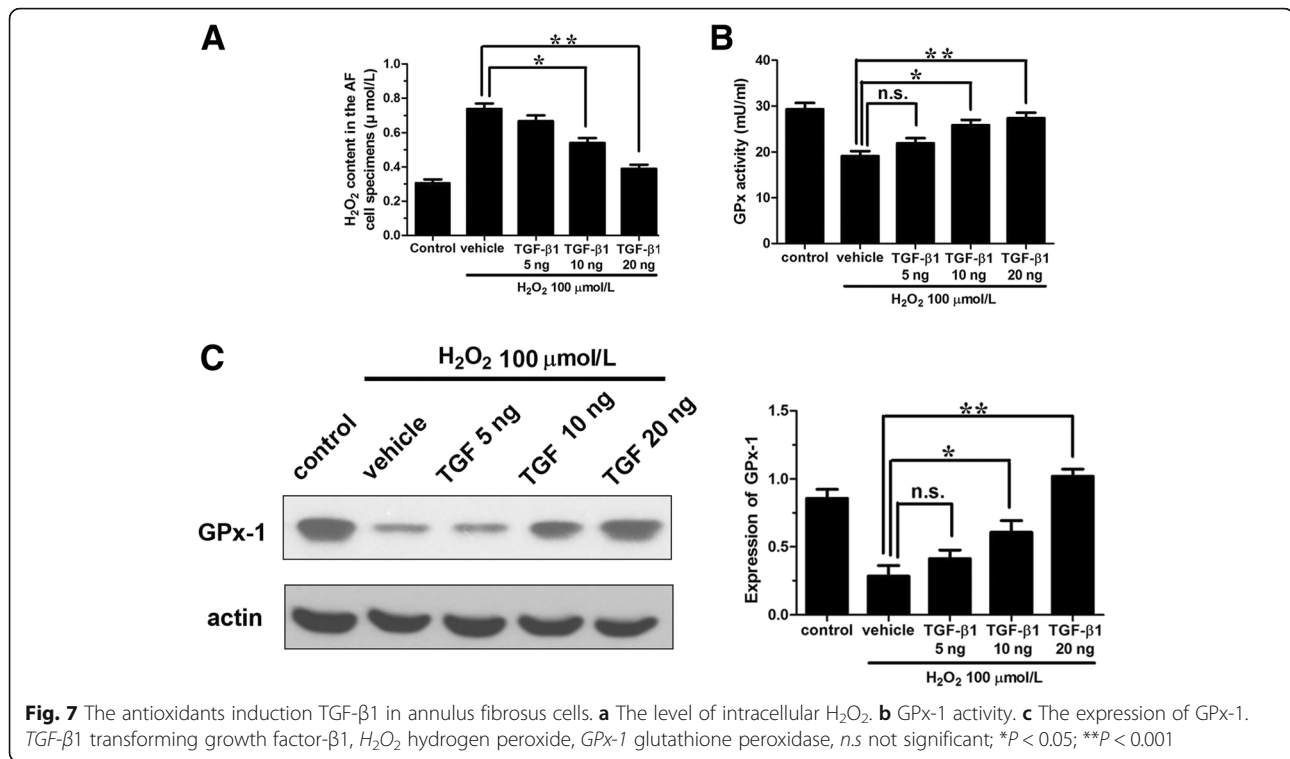 A
* *
*
H₂O₂ content in the AF
cell specimens (μ mol/L)
1.0
0.8
0.6
0.4
0.2
0.0
Control
vehicle
TGF-β1
5 ng
TGF-β1
10 ng
TGF-β1
20 ng
H₂O₂ 100 μmol/L
B
* *
*
n.s.
GPx activity (mU/ml)
40
30
20
10
0
control
vehicle
TGF-β1
5 ng
TGF-β1
10 ng
TGF-β1
20 ng
H₂O₂ 100 μmol/L
C
H₂O₂ 100 μmol/L
control
vehicle
TGF 5 ng
TGF 10 ng
TGF 20 ng
GPx-1
actin
**
*
n.s.
Expression of GPx-1
1.5
1.0
0.5
0.0
control
vehicle
TGF-β1
5 ng
TGF-β1
10 ng
TGF-β1
20 ng
H₂O₂ 100 μmol/L
Fig. 7 The antioxidants induction TGF-β1 in annulus fibrosus cells. a The level of intracellular H₂O₂. b GPx-1 activity. c The expression of GPx-1.
TGF-β1 transforming growth factor-β1, H₂O₂ hydrogen peroxide, GPx-1 glutathione peroxidase, n.s not significant; *P < 0.05; **P < 0.001